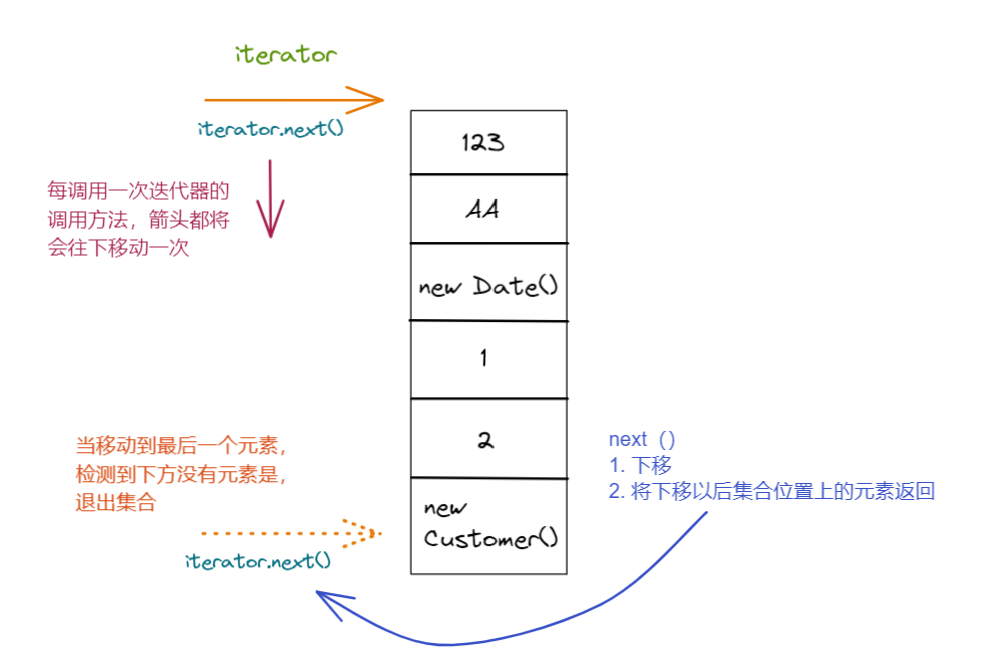 iterator
iterator.next()
每调用一次迭代器的
调用方法，箭头都将
会往下移动一次
123
AA
new Date()
1
2
new
Customer()
当移动到最后一个元素，
检测到下方没有元素是，
退出集合
iterator.next()
next（）
1. 下移
2. 将下移以后集合位置上的元素返回